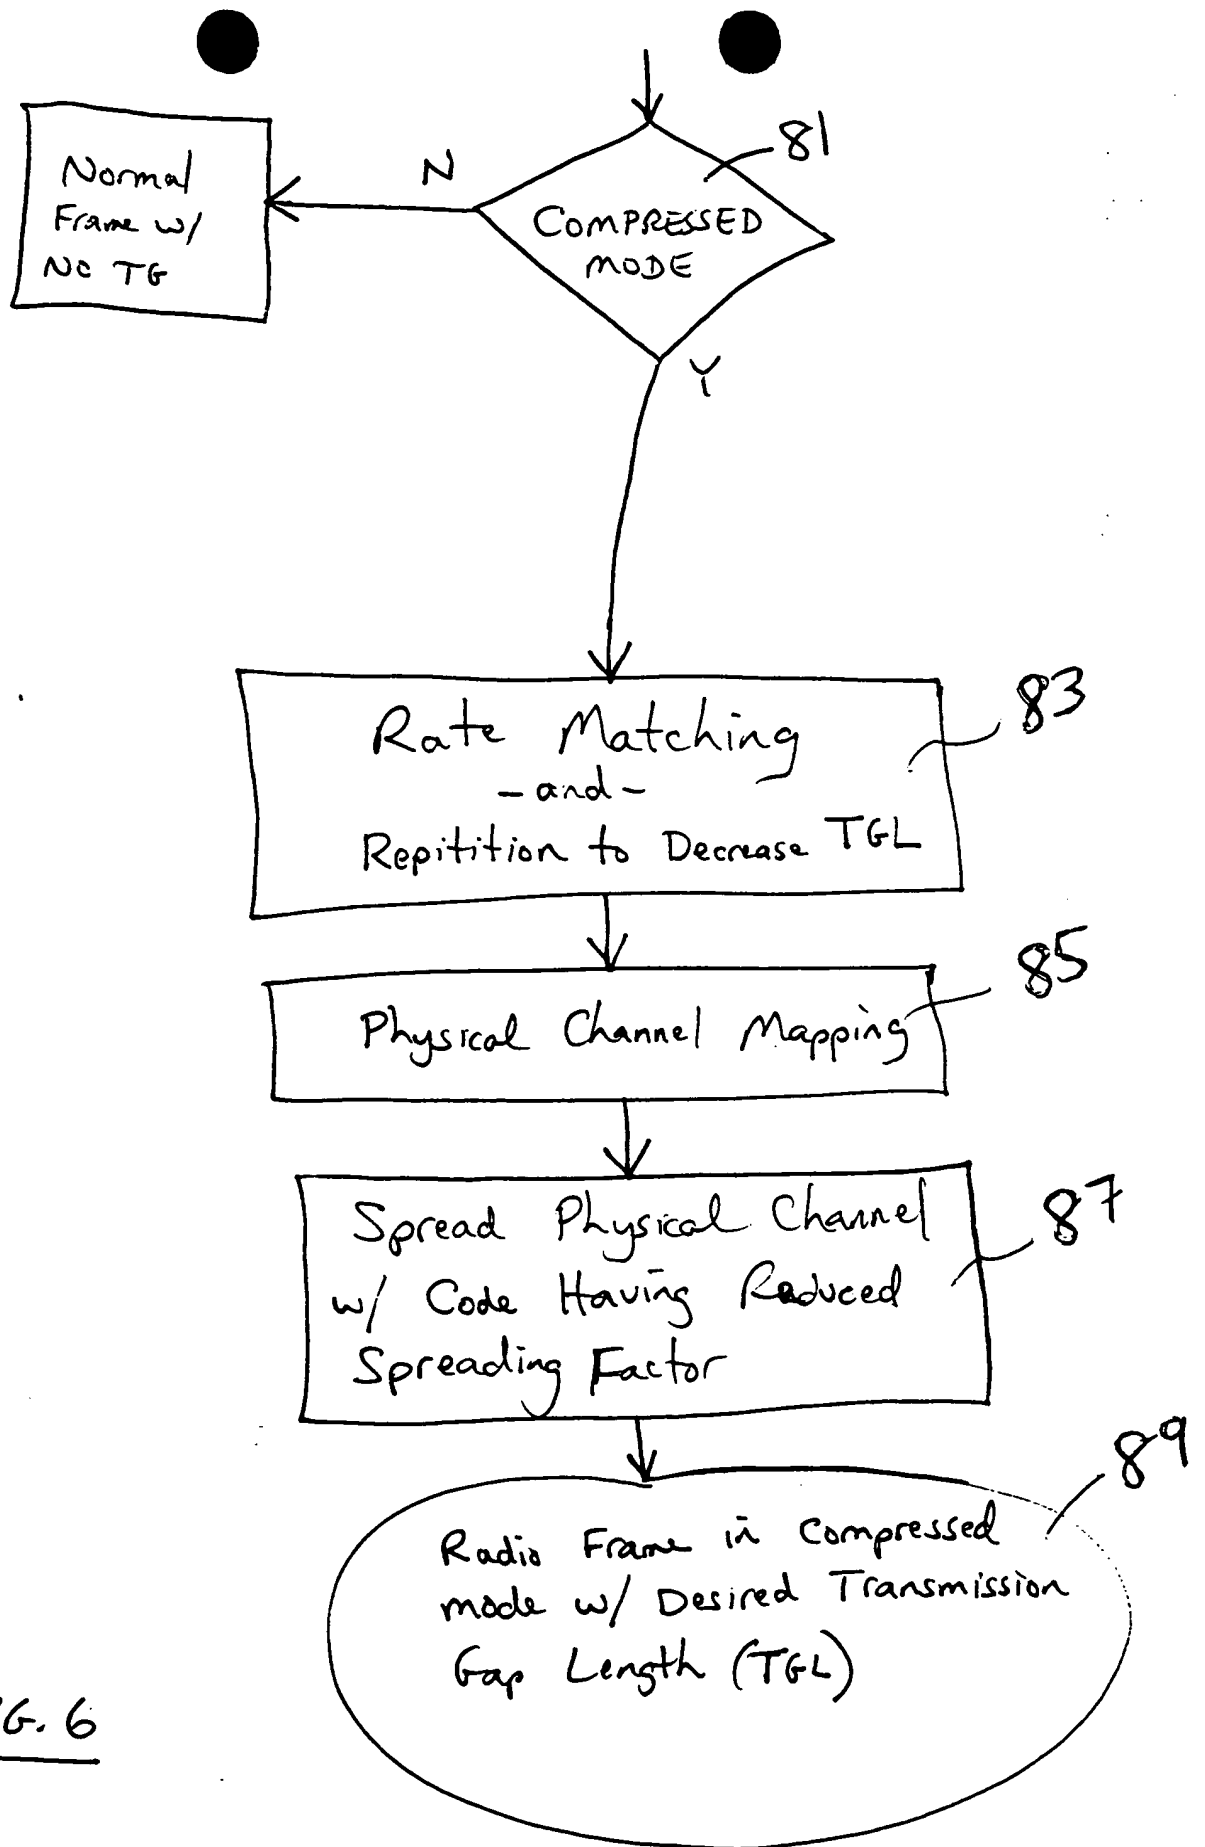 81
N
COMPRESSED
MODE
Normal
Frame w/
No TG
Y
83
Rate Matching
- and -
Repitition to Decrease TGL
85
Physical Channel Mapping
87
Spread Physical Channel
w/ Code Having Reduced
Spreading Factor
89
Radio Frame in Compressed
mode w/ Desired Transmission
Gap Length (TGL)
G. 6